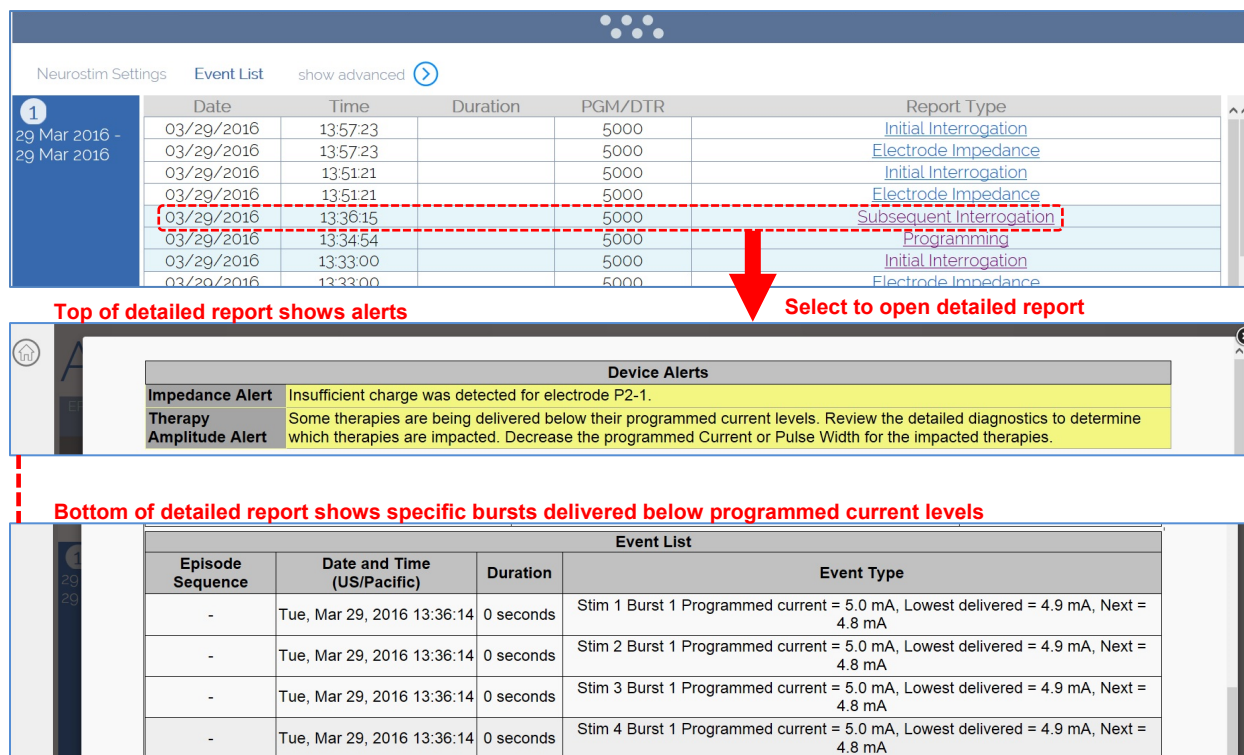 Neurostim Settings Event List show advanced
1
29 Mar 2016 -
29 Mar 2016
Date Time Duration PGM/DTR Report Type
03/29/2016 13:57:23 5000 Initial Interrogation
03/29/2016 13:57:23 5000 Electrode Impedance
03/29/2016 13:51:21 5000 Initial Interrogation
03/29/2016 13:51:21 5000 Electrode Impedance
03/29/2016 13:36:15 5000 Subsequent Interrogation
03/29/2016 13:34:54 5000 Programming
03/29/2016 13:33:00 5000 Initial Interrogation
03/29/2016 13:33:00 5000 Electrode Impedance
Top of detailed report shows alerts
Select to open detailed report
Device Alerts
Impedance Alert Insufficient charge was detected for electrode P2-1.
Therapy Some therapies are being delivered below their programmed current levels. Review the detailed diagnostics to determine
Amplitude Alert which therapies are impacted. Decrease the programmed Current or Pulse Width for the impacted therapies.
Bottom of detailed report shows specific bursts delivered below programmed current levels
Event List
Episode Sequence Date and Time (US/Pacific) Duration Event Type
- Tue, Mar 29, 2016 13:36:14 0 seconds Stim 1 Burst 1 Programmed current = 5.0 mA, Lowest delivered = 4.9 mA, Next =
4.8 mA
- Tue, Mar 29, 2016 13:36:14 0 seconds Stim 2 Burst 1 Programmed current = 5.0 mA, Lowest delivered = 4.9 mA, Next =
4.8 mA
- Tue, Mar 29, 2016 13:36:14 0 seconds Stim 3 Burst 1 Programmed current = 5.0 mA, Lowest delivered = 4.9 mA, Next =
4.8 mA
- Tue, Mar 29, 2016 13:36:14 0 seconds Stim 4 Burst 1 Programmed current = 5.0 mA, Lowest delivered = 4.9 mA, Next =
4.8 mA